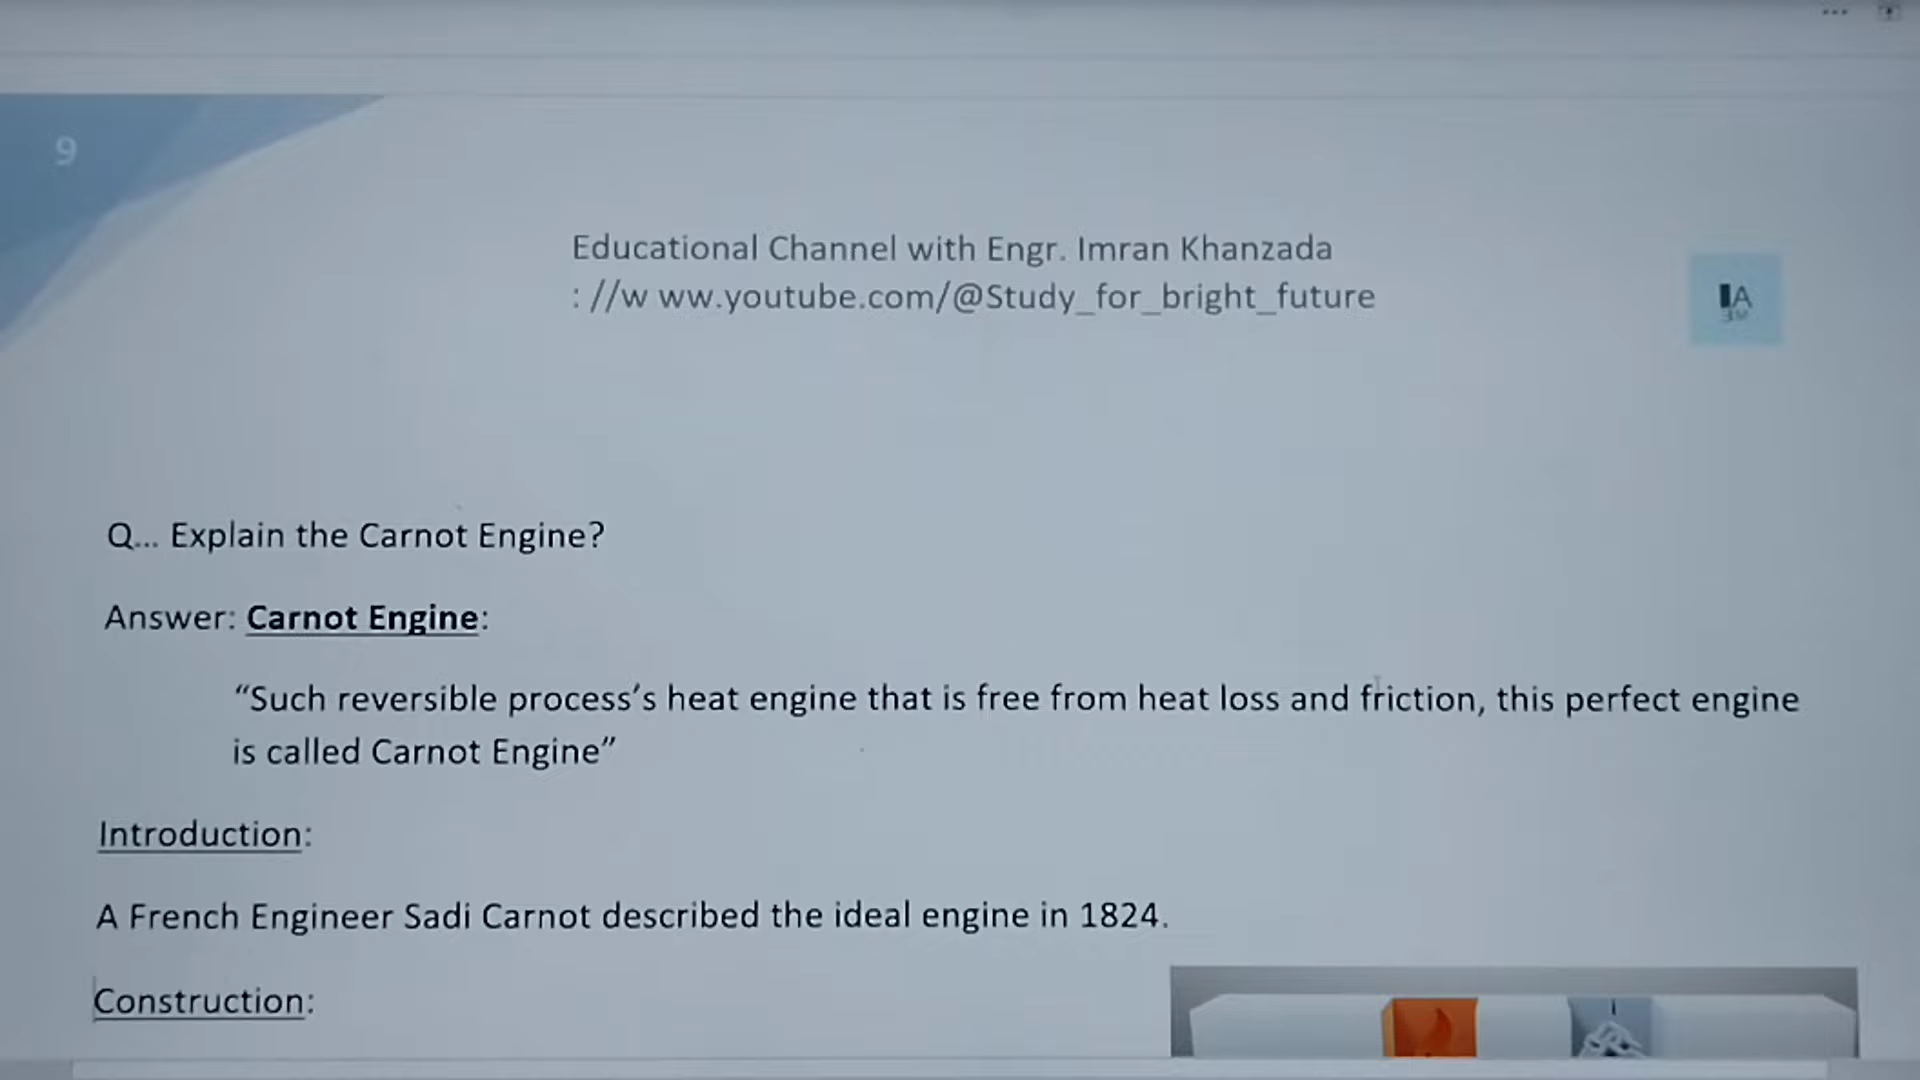 9
Educational Channel with Engr. Imran Khanzada
: //w ww.youtube.com/@Study_for_bright_future
Q... Explain the Carnot Engine?
Answer: Carnot Engine:
“Such reversible process’s heat engine that is free from heat loss and friction, this perfect engine
is called Carnot Engine”
Introduction:
A French Engineer Sadi Carnot described the ideal engine in 1824.
Construction: